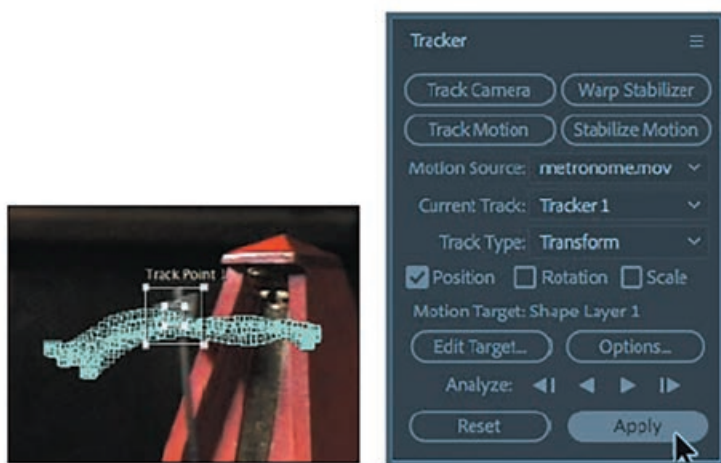 Track Point 1
Tracker
Track Camera Warp Stabilizer
Track Motion Stabilize Motion
Motion Source: metronome.mov
Current Track: Tracker 1
Track Type: Transform
Position Rotation Scale
Motion Target: Shape Layer 1
Edit Target... Options...
Analyze:
Reset Apply